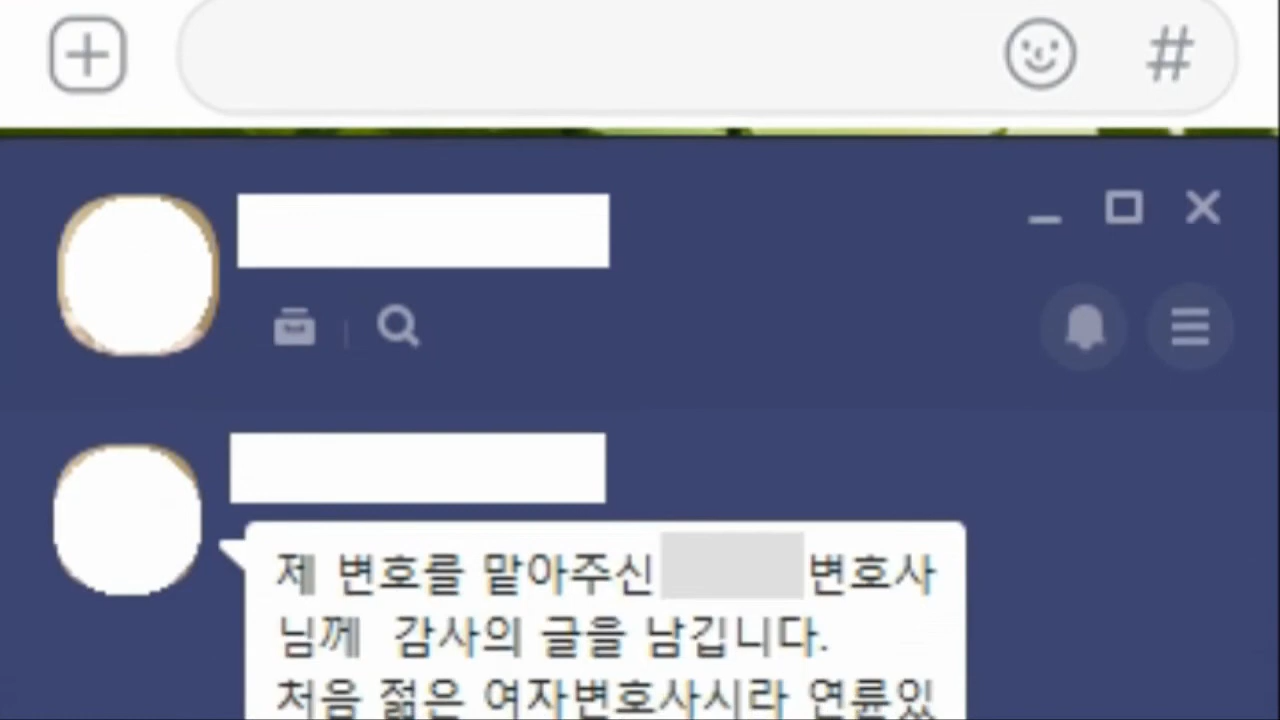 제 변호를 맡아주신 변호사
님께 감사의 글을 남깁니다.
처음 젊은 여자변호사시라 연륜있